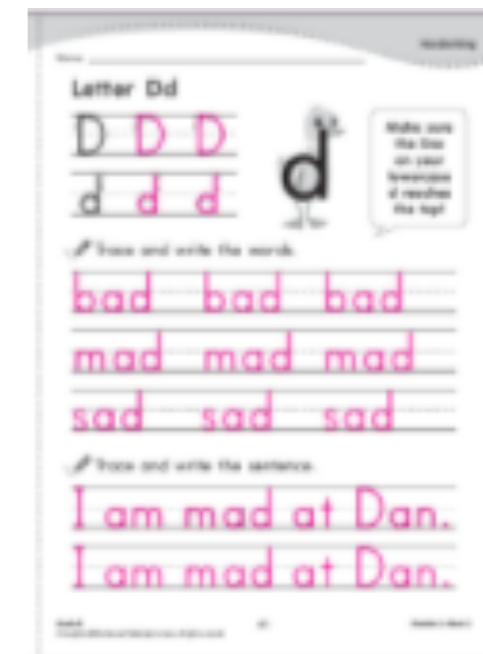 Handwriting
Name
Letter Dd
D D D
d d d
d
Make sure
the line
on your
lowercase
d reaches
the top!
Trace and write the words.
bad bad bad
mad mad mad
sad sad sad
Trace and write the sentence.
I am mad at Dan.
I am mad at Dan.